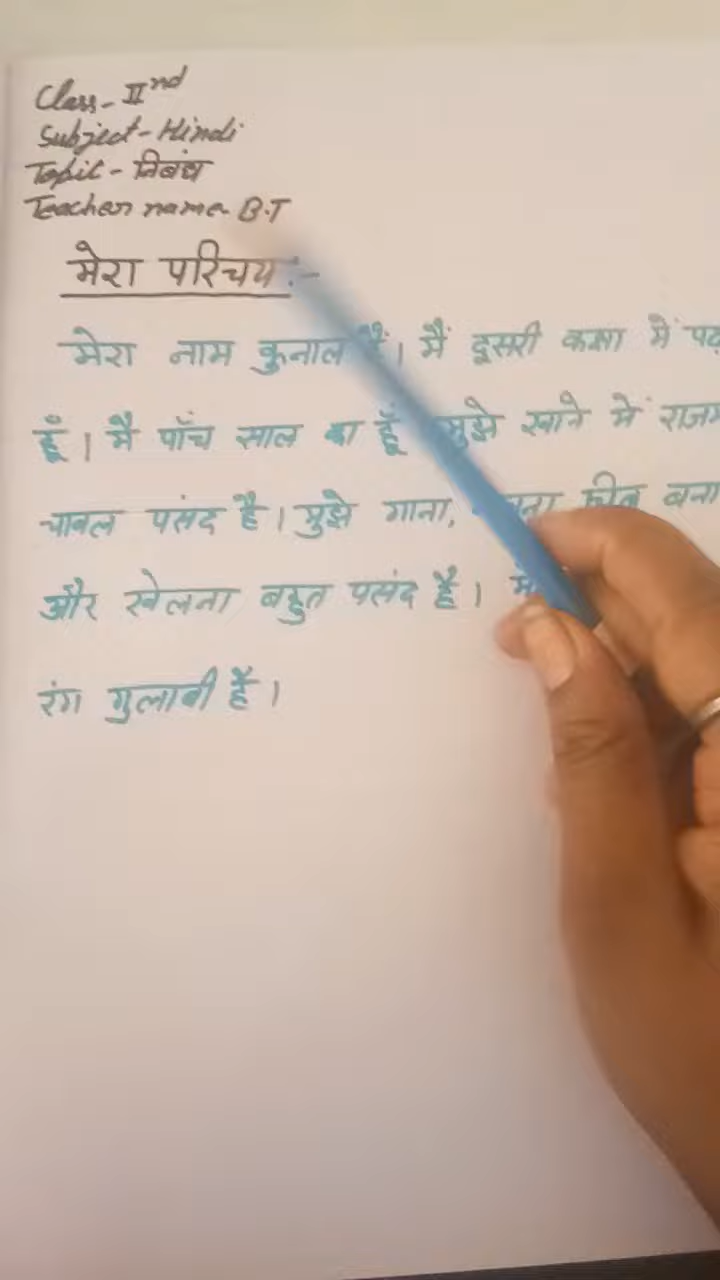 Class- IInd
Subject- Hindi
Topic - निबंध
Teacher name- B.T
मेरा परिचय :-
मेरा नाम कुनाल है। मैं दूसरी कक्षा में
हूँ। मैं पाँच साल का हूँ मुझे खाने में
चावल पसंद है। मुझे गाना,
और खेलना बहुत पसंद है।
रंग गुलाबी है।